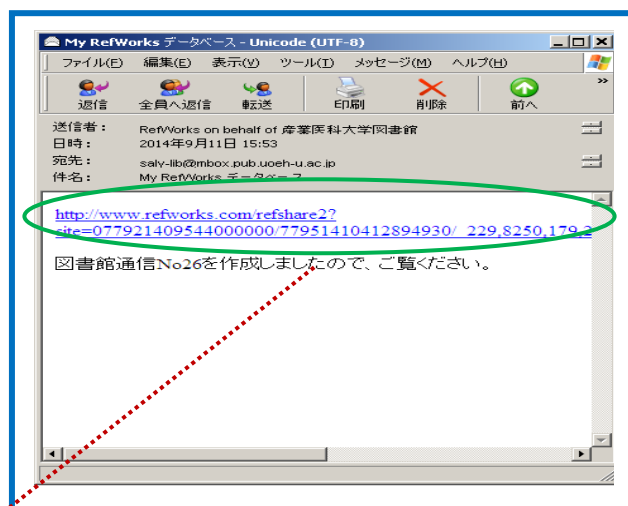 My RefWorks データベース - Unicode (UTF-8)
ファイル(F) 編集(E) 表示(V) ツール(T) メッセージ(M) ヘルプ(H)
返信 全員へ返信 転送 印刷 削除 前へ
送信者： RefWorks on behalf of 産業医科大学図書館
日時： 2014年9月11日 15:53
宛先： saly-lib@mbox.pub.uoeh-u.ac.jp
件名： My RefWorks データベース
http://www.refworks.com/refshare2?
site=077921409544000000/77951410412894930/_229,8250,179,2
図書館通信No26を作成しましたので、ご覧ください。